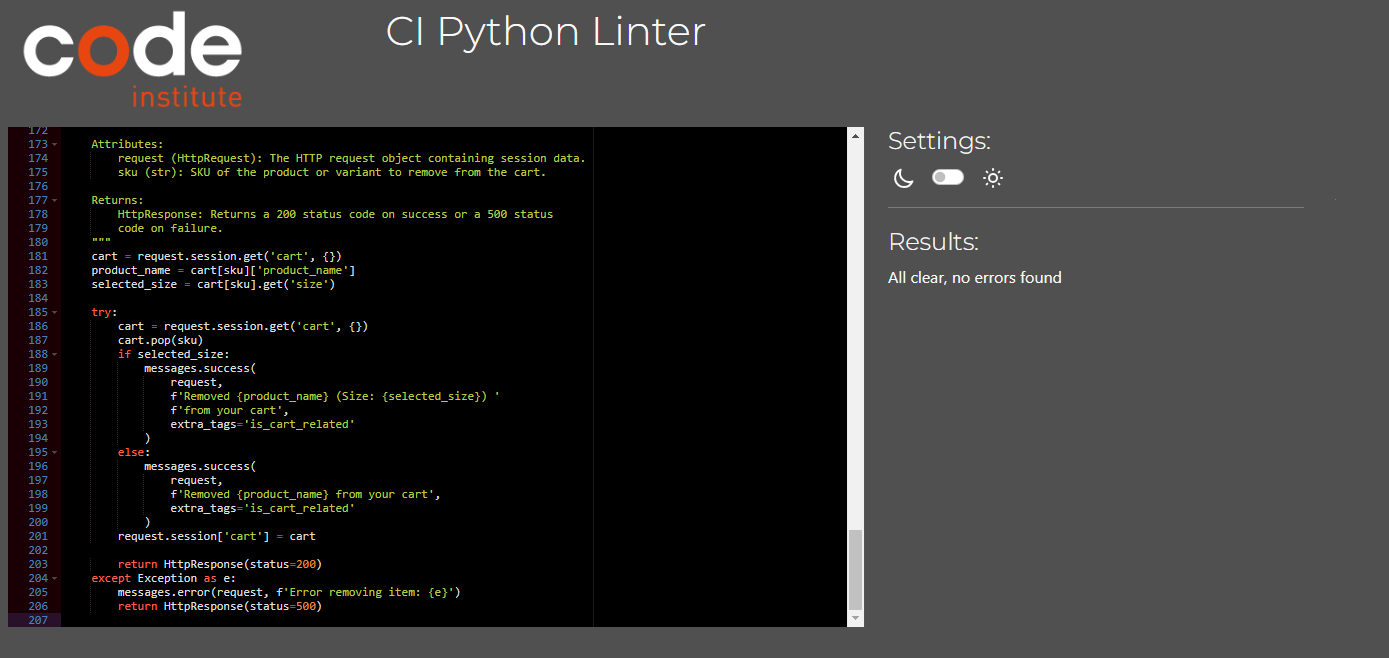 code
institute
CI Python Linter
172
173 Attributes:
174 request (HttpRequest): The HTTP request object containing session data.
175 sku (str): SKU of the product or variant to remove from the cart.
176
177 Returns:
178 HttpResponse: Returns a 200 status code on success or a 500 status
179 code on failure.
180 """
181 cart = request.session.get('cart', {})
182 product_name = cart[sku]['product_name']
183 selected_size = cart[sku].get('size')
184
185 try:
186 cart = request.session.get('cart', {})
187 cart.pop(sku)
188 if selected_size:
189 messages.success(
190 request,
191 f'Removed {product_name} (Size: {selected_size}) '
192 f'from your cart',
193 extra_tags='is_cart_related'
194 )
195 else:
196 messages.success(
197 request,
198 f'Removed {product_name} from your cart',
199 extra_tags='is_cart_related'
200 )
201 request.session['cart'] = cart
202
203 return HttpResponse(status=200)
204 except Exception as e:
205 messages.error(request, f'Error removing item: {e}')
206 return HttpResponse(status=500)
207
Settings:
Results:
All clear, no errors found